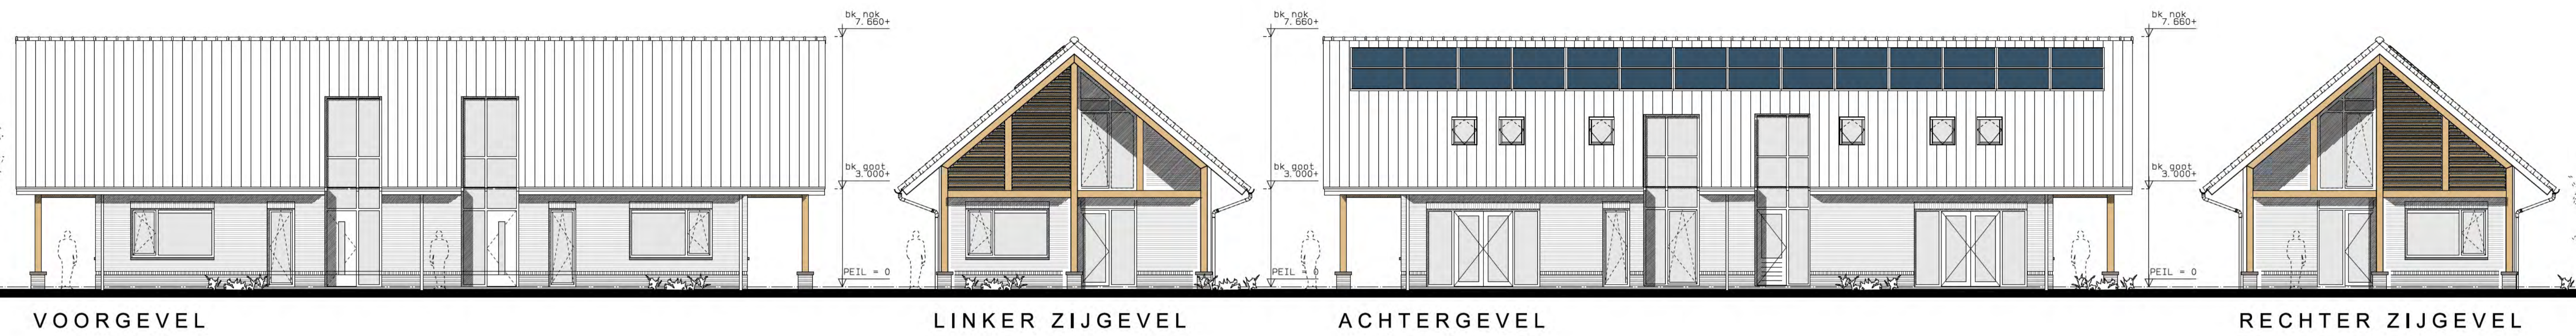 bk nok
7.660+
bk goot
3.000+
PEIL = 0
bk nok
7.660+
bk goot
3.000+
PEIL = 0
bk nok
7.660+
bk goot
3.000+
PEIL = 0
VOORGEVEL
LINKER ZIJGEVEL
ACHTERGEVEL
RECHTER ZIJGEVEL